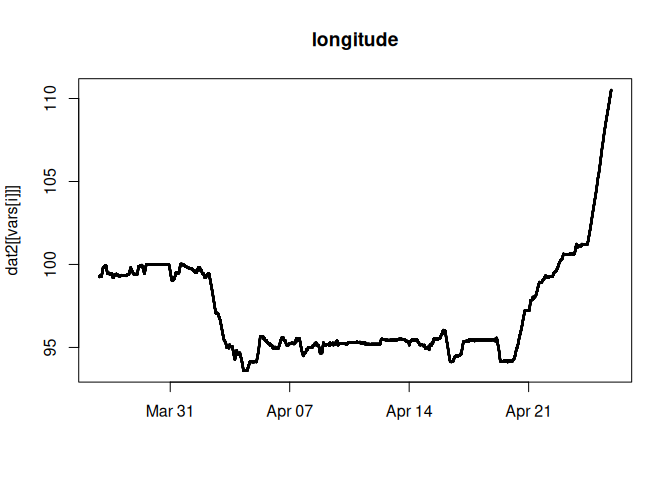 longitude
dat2[[vars[i]]]
110
105
100
95
Mar 31
Apr 07
Apr 14
Apr 21